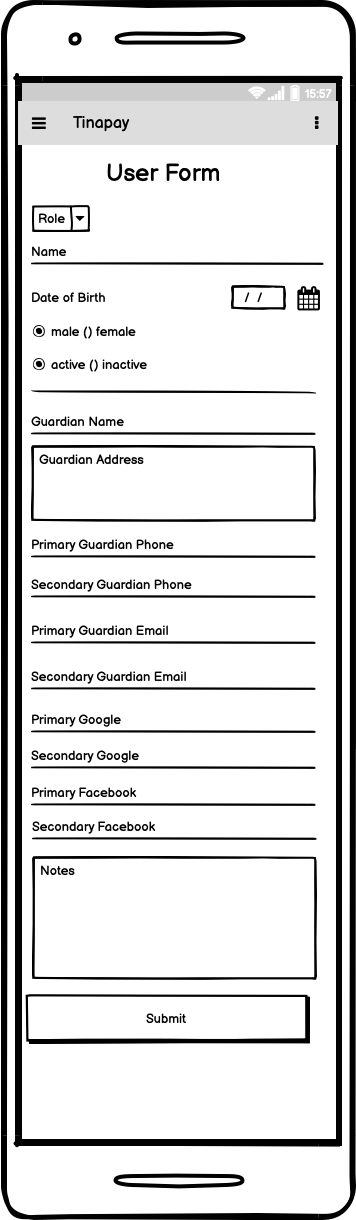 15:57
Tinapay
User Form
Role
Name
Date of Birth / /
male () female
active () inactive
Guardian Name
Guardian Address
Primary Guardian Phone
Secondary Guardian Phone
Primary Guardian Email
Secondary Guardian Email
Primary Google
Secondary Google
Primary Facebook
Secondary Facebook
Notes
Submit